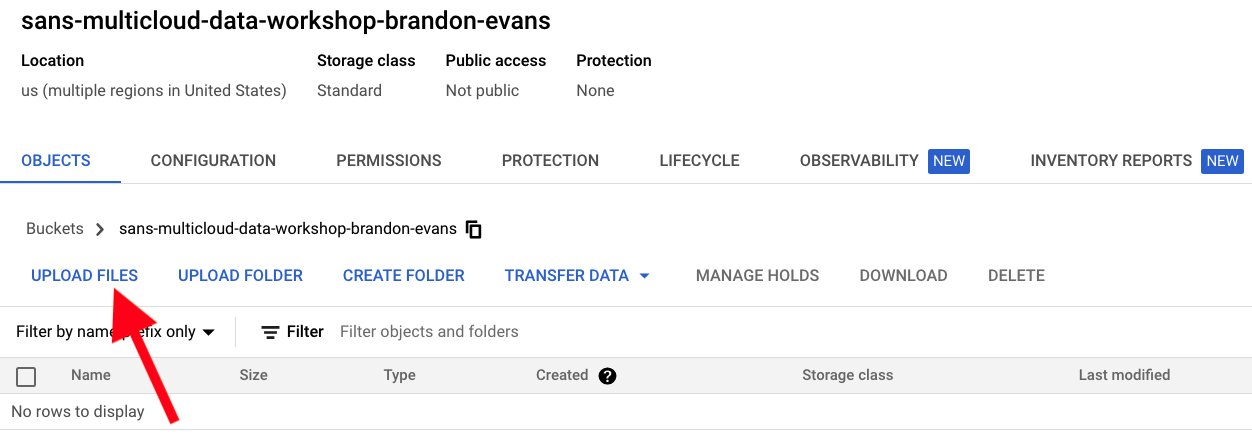 sans-multicloud-data-workshop-brandon-evans
Location Storage class Public access Protection
us (multiple regions in United States) Standard Not public None
OBJECTS CONFIGURATION PERMISSIONS PROTECTION LIFECYCLE OBSERVABILITY NEW INVENTORY REPORTS NEW
Buckets sans-multicloud-data-workshop-brandon-evans
UPLOAD FILES UPLOAD FOLDER CREATE FOLDER TRANSFER DATA MANAGE HOLDS DOWNLOAD DELETE
Filter by name prefix only Filter Filter objects and folders
Name Size Type Created ? Storage class Last modified
No rows to display